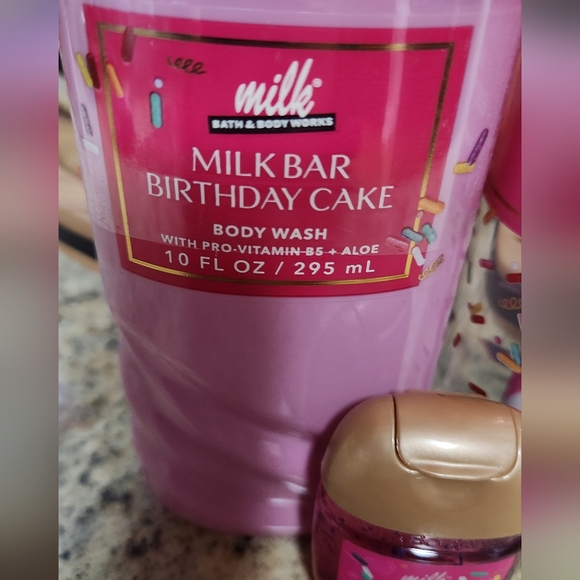 milk
BATH & BODY WORKS
MILK BAR
BIRTHDAY CAKE
BODY WASH
WITH PRO-VITAMIN B5 + ALOE
10 FL OZ / 295 mL
milk